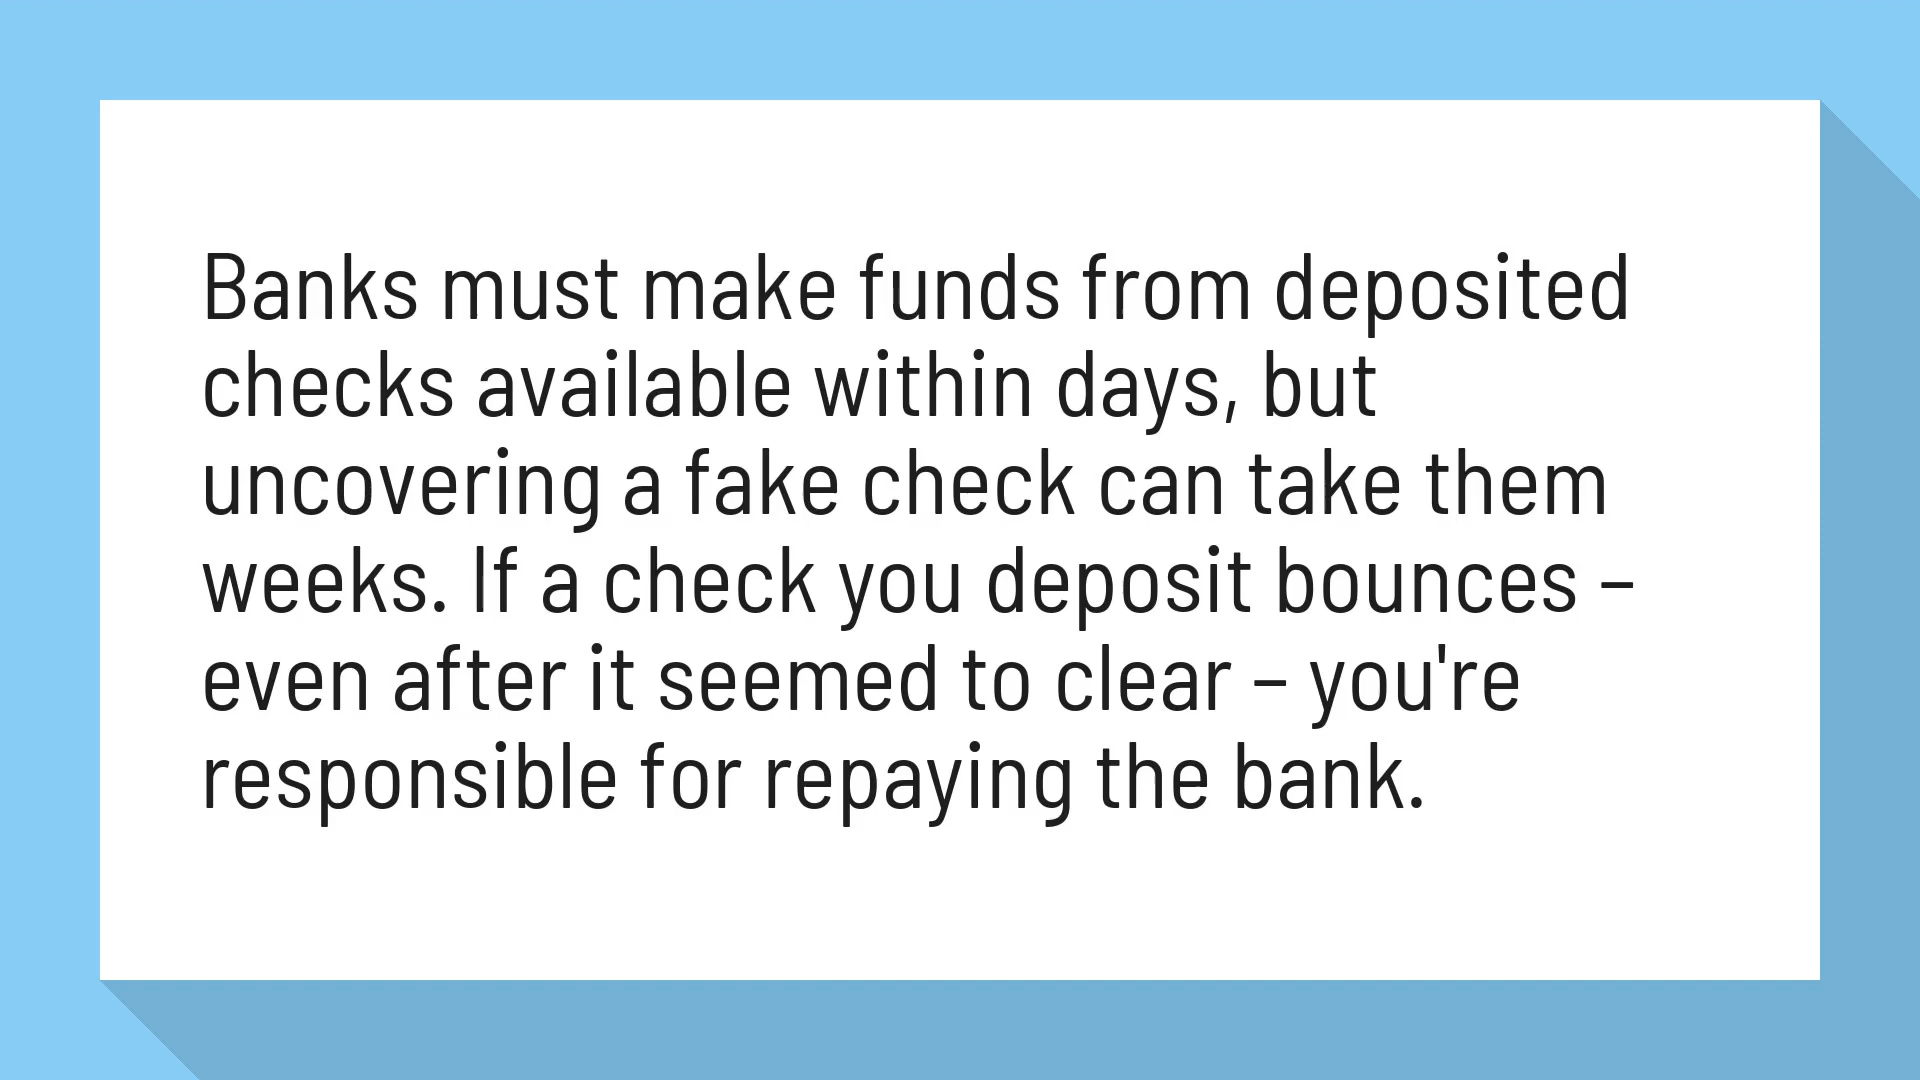 Banks must make funds from deposited
checks available within days, but
uncovering a fake check can take them
weeks. If a check you deposit bounces –
even after it seemed to clear – you're
responsible for repaying the bank.